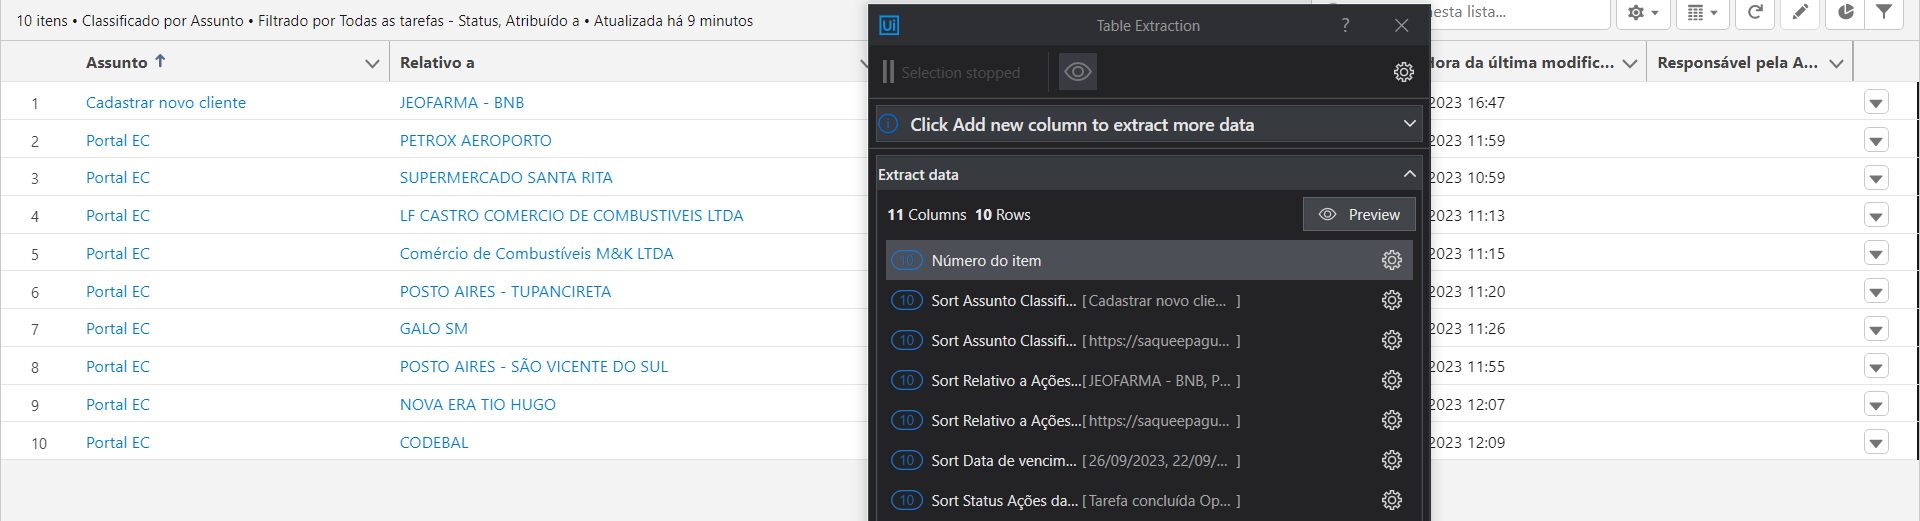 10 itens • Classificado por Assunto • Filtrado por Todas as tarefas - Status, Atribuído a • Atualizada há 9 minutos
nesta lista...
Assunto
Relativo a
Hora da última modific...
Responsável pela A...
1 Cadastrar novo cliente JEOFARMA - BNB 2023 16:47
2 Portal EC PETROX AEROPORTO 2023 11:59
3 Portal EC SUPERMERCADO SANTA RITA 2023 10:59
4 Portal EC LF CASTRO COMERCIO DE COMBUSTIVEIS LTDA 2023 11:13
5 Portal EC Comércio de Combustíveis M&K LTDA 2023 11:15
6 Portal EC POSTO AIRES - TUPANCIRETA 2023 11:20
7 Portal EC GALO SM 2023 11:26
8 Portal EC POSTO AIRES - SÃO VICENTE DO SUL 2023 11:55
9 Portal EC NOVA ERA TIO HUGO 2023 12:07
10 Portal EC CODEBAL 2023 12:09
Ui Table Extraction ?
Selection stopped
Click Add new column to extract more data
Extract data
11 Columns 10 Rows Preview
10 Número do item
10 Sort Assunto Classifi... [Cadastrar novo clie... ]
10 Sort Assunto Classifi... [https://saqueepagu... ]
10 Sort Relativo a Ações...[JEOFARMA - BNB, P... ]
10 Sort Relativo a Ações...[https://saqueepagu... ]
10 Sort Data de vencim... [26/09/2023, 22/09/... ]
10 Sort Status Ações da... [Tarefa concluída Op... ]